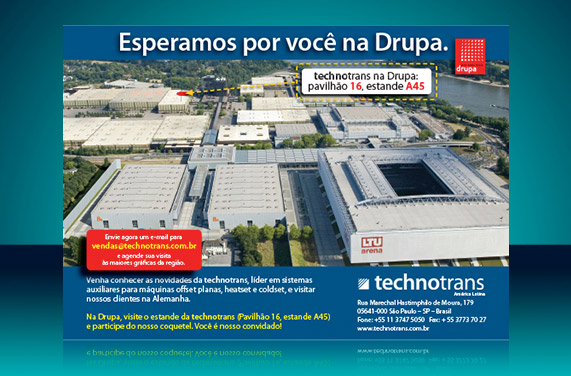 Esperamos por você na Drupa.
drupa
technotrans na Drupa:
pavilhão 16, estande A45
LTU
arena
Envie agora um e-mail para
vendas@technotrans.com.br
e agende sua visita
às maiores gráficas da região.
Venha conhecer as novidades da technotrans, líder em sistemas
auxiliares para máquinas offset planas, heatset e coldset, e visitar
nossos clientes na Alemanha.
Na Drupa, visite o estande da technotrans (Pavilhão 16, estande A45)
e participe do nosso coquetel. Você é nosso convidado!
technotrans
América Latina
Rua Marechal Hastimphilo de Moura, 179
05641-000 São Paulo – SP – Brasil
Fone: +55 11 3747 5050 Fax: + 55 3773 70 27
www.technotrans.com.br